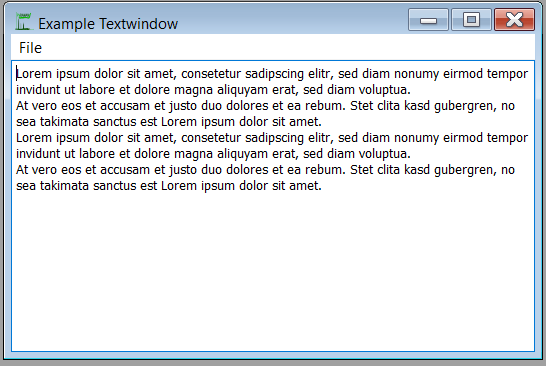 Example Textwindow
File
Lorem ipsum dolor sit amet, consetetur sadipscing elitr, sed diam nonumy eirmod tempor
invidunt ut labore et dolore magna aliquyam erat, sed diam voluptua.
At vero eos et accusam et justo duo dolores et ea rebum. Stet clita kasd gubergren, no
sea takimata sanctus est Lorem ipsum dolor sit amet.
Lorem ipsum dolor sit amet, consetetur sadipscing elitr, sed diam nonumy eirmod tempor
invidunt ut labore et dolore magna aliquyam erat, sed diam voluptua.
At vero eos et accusam et justo duo dolores et ea rebum. Stet clita kasd gubergren, no
sea takimata sanctus est Lorem ipsum dolor sit amet.